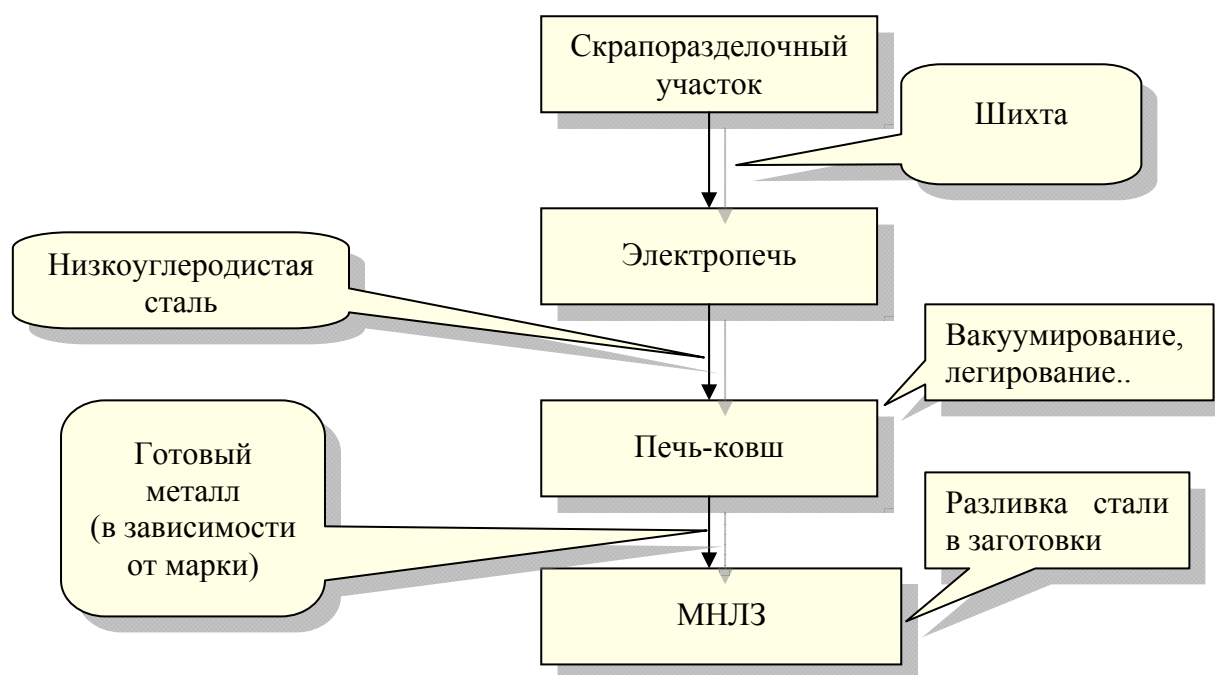 Скрапоразделочный
участок
Шихта
Электропечь
Низкоуглеродистая
сталь
Вакуумирование,
легирование..
Печь-ковш
Готовый
металл
(в зависимости
от марки)
Разливка стали
в заготовки
МНЛЗ